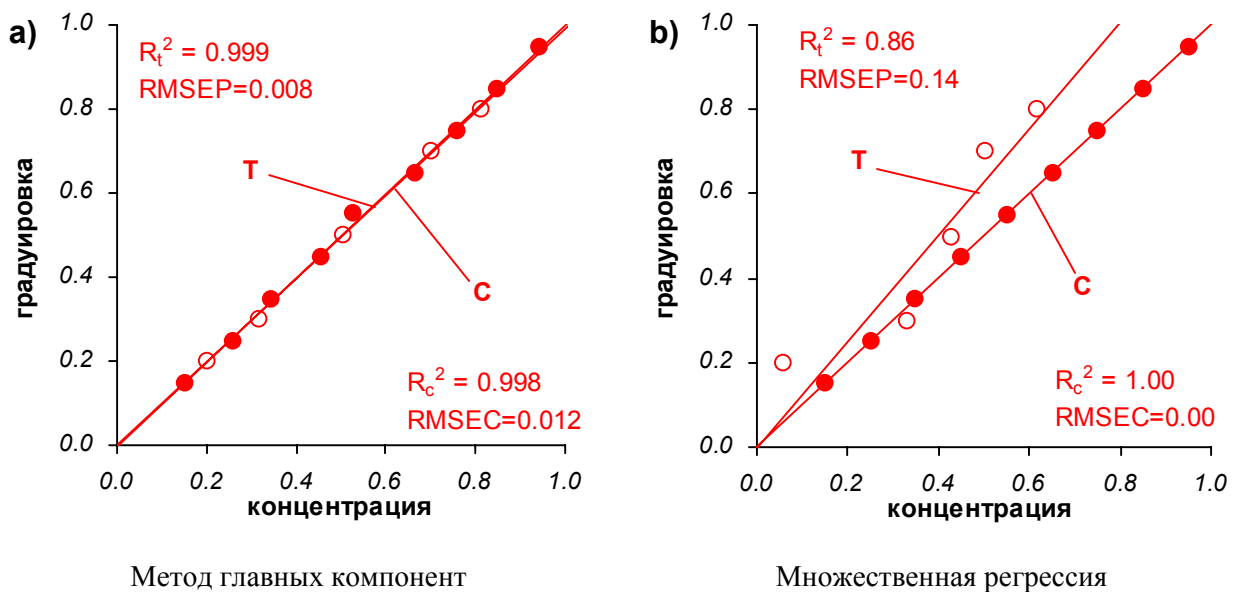 a)
R_t² = 0.999
RMSEP=0.008
1.0
0.8
0.6
0.4
0.2
0.0
градуировка
T
C
R_c² = 0.998
RMSEC=0.012
0.0 0.2 0.4 0.6 0.8 1.0
концентрация
Метод главных компонент
b)
R_t² = 0.86
RMSEP=0.14
1.0
0.8
0.6
0.4
0.2
0.0
градуировка
T
C
R_c² = 1.00
RMSEC=0.00
0.0 0.2 0.4 0.6 0.8 1.0
концентрация
Множественная регрессия